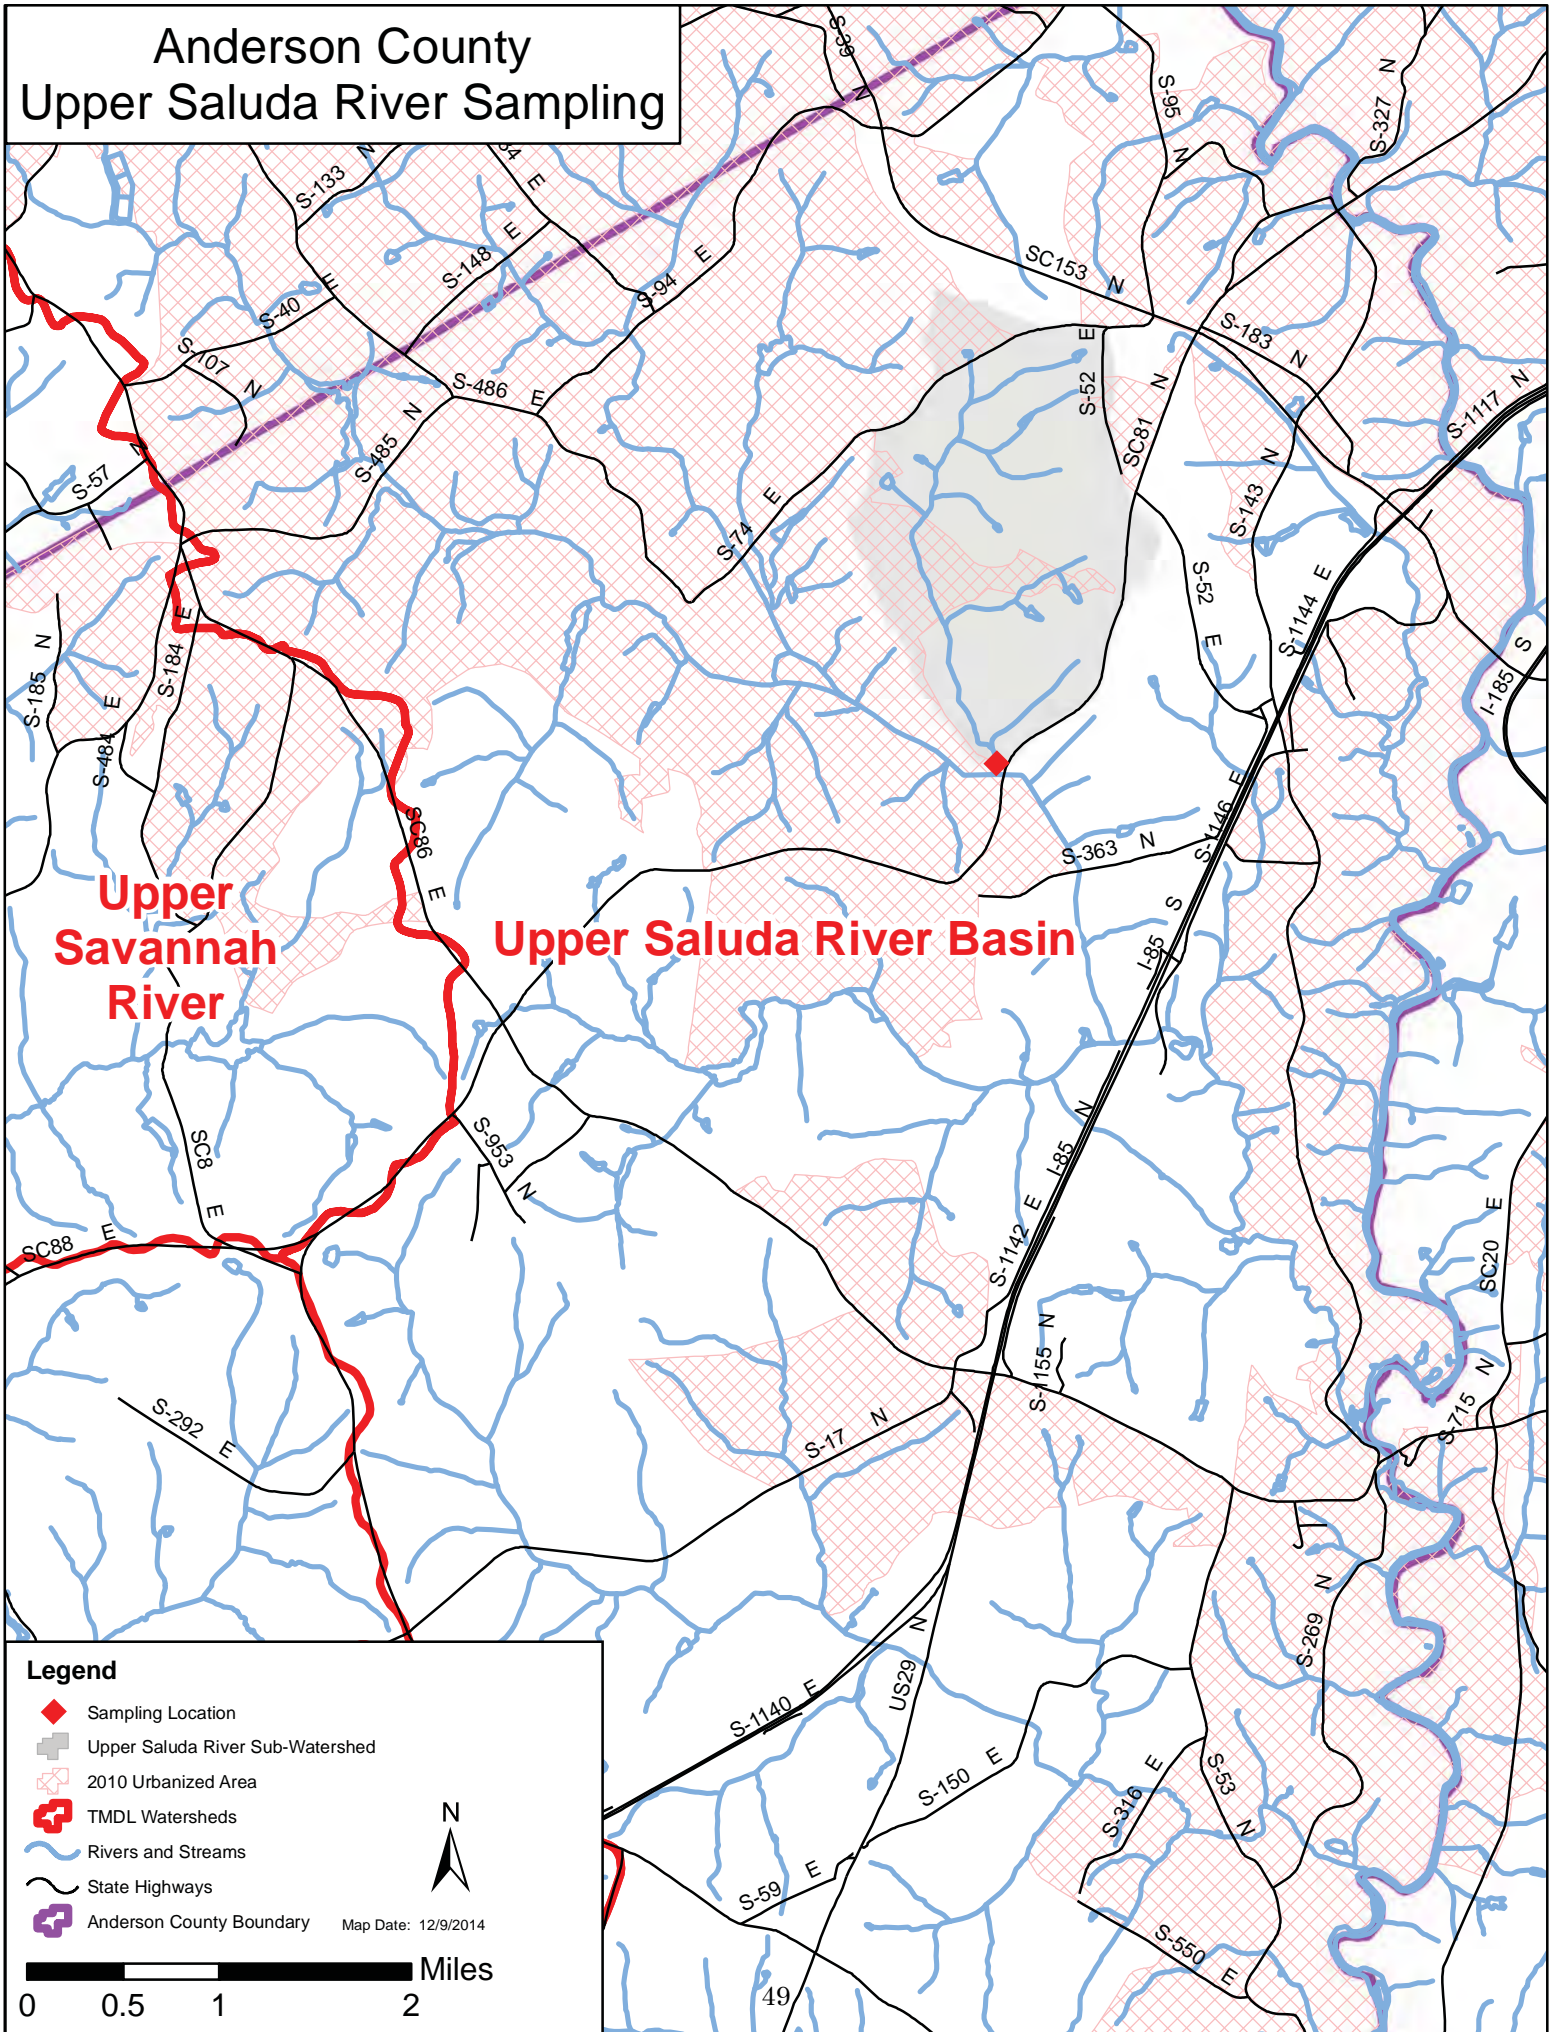 Anderson County
Upper Saluda River Sampling
S-39
N
S-95
N
S-327
N
S-133
N
E
S-148
E
S-94
E
SC153
N
S-40
E
S-107
N
S-183
N
S-486
E
E
S-52
N
SC81
S-1117
N
S-485
N
N
S-57
S-74
E
S-143
N
S-52
E
S-1144
E
S-185
N
S-184
E
S-484
E
I-185
S
SC86
E
S-1146
E
S-363
N
Upper
Savannah
River
Upper Saluda River Basin
I-85
S
SC8
E
S-953
N
I-85
N
S-1142
E
SC88
E
SC20
E
S-1155
N
S-292
E
S-17
N
S-715
N
S-269
N
US29
N
S-1140
E
S-150
E
S-316
E
S-53
N
S-59
E
S-550
E
Legend
Sampling Location
Upper Saluda River Sub-Watershed
2010 Urbanized Area
TMDL Watersheds
Rivers and Streams
State Highways
Anderson County Boundary
Map Date: 12/9/2014
N
Miles
0 0.5 1 2
49